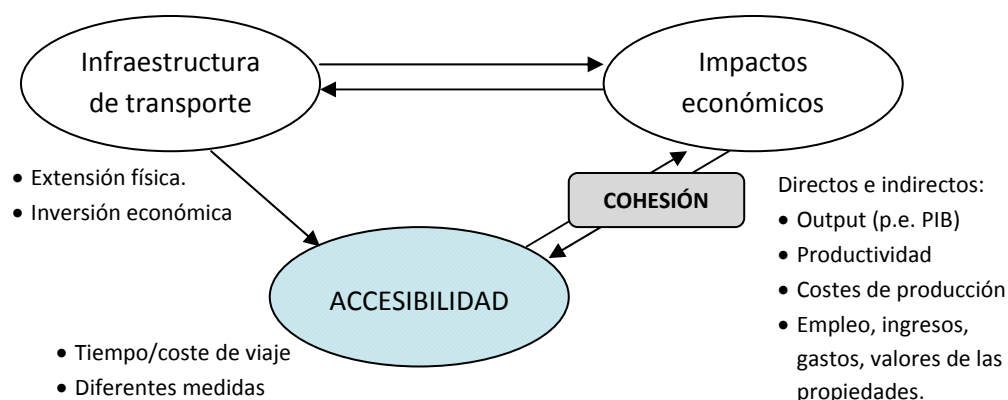 Infraestructura
de transporte
Impactos
económicos
• Extensión física.
• Inversión económica
COHESIÓN
Directos e indirectos:
• Output (p.e. PIB)
• Productividad
• Costes de producción
• Empleo, ingresos,
gastos, valores de las
propiedades.
ACCESIBILIDAD
• Tiempo/coste de viaje
• Diferentes medidas